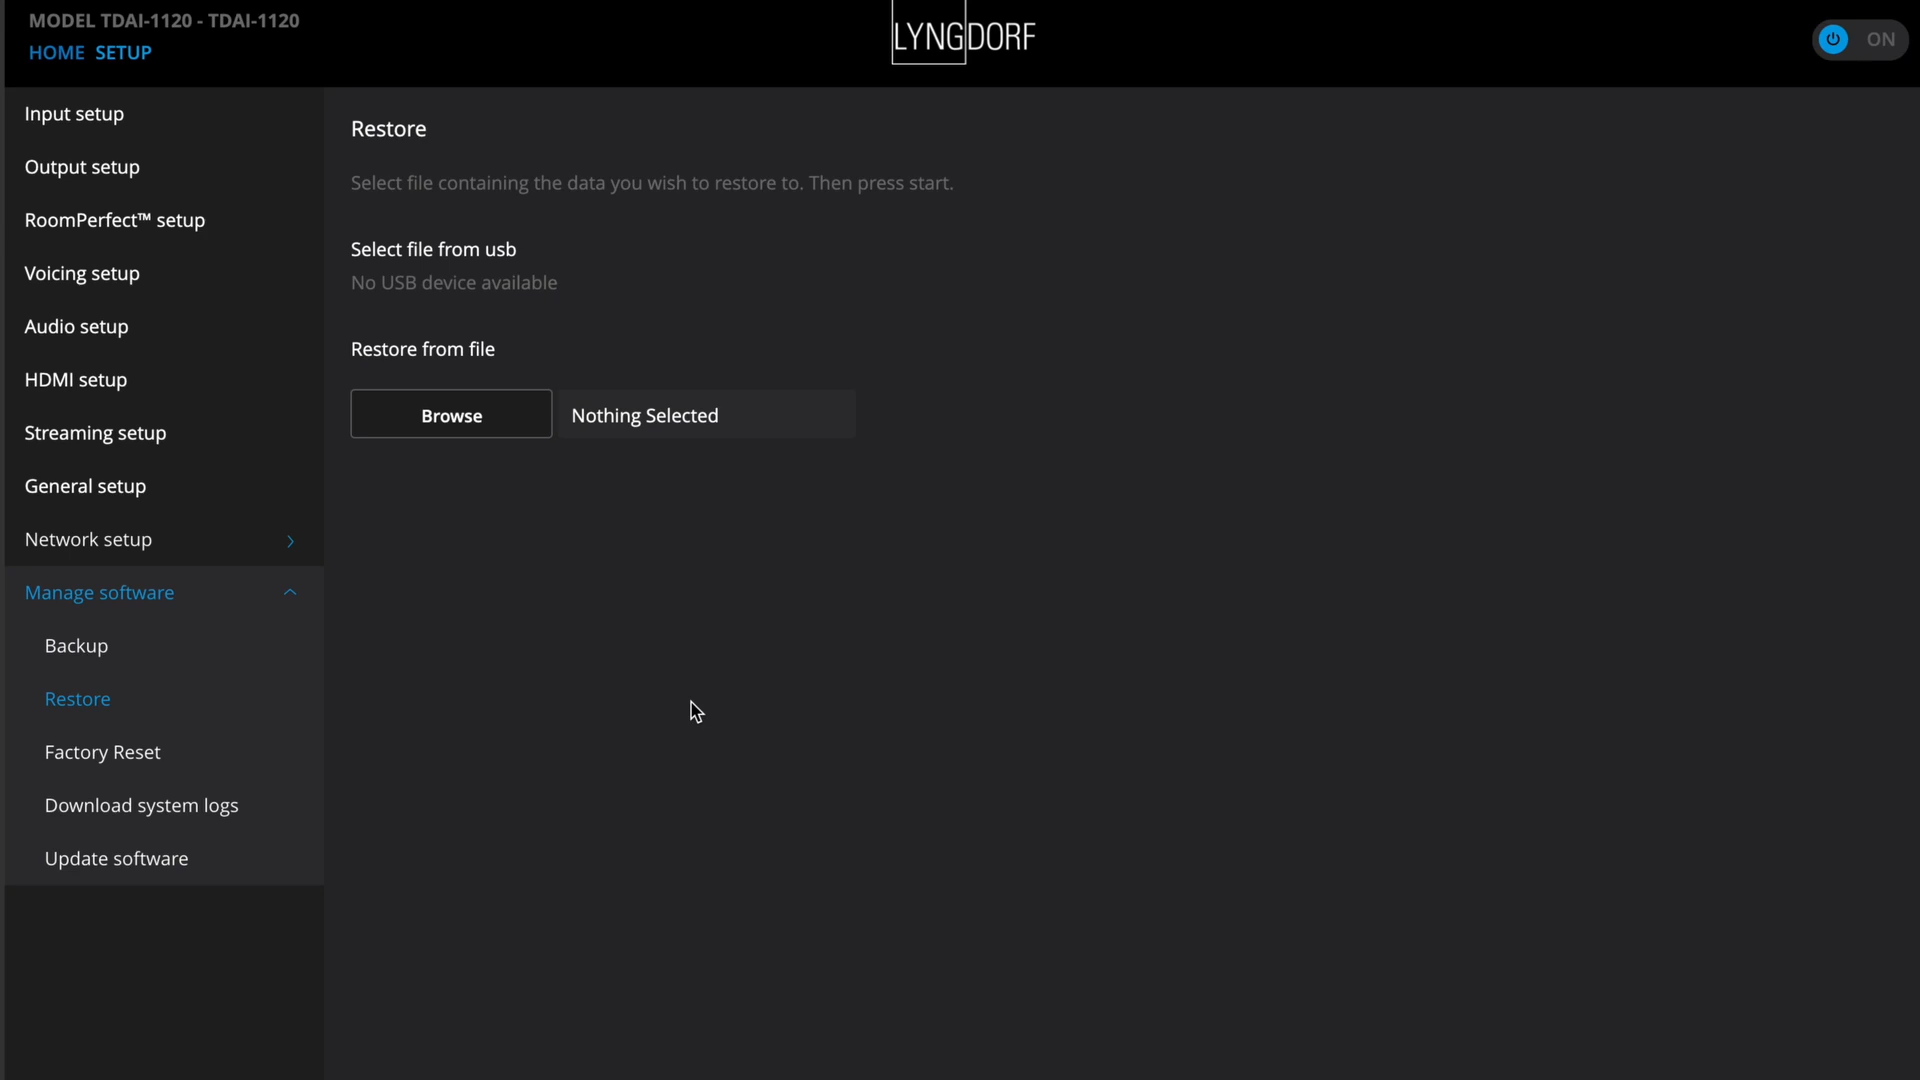 MODEL TDAI-1120 - TDAI-1120
HOME SETUP
LYNGDORF
ON
Input setup
Output setup
RoomPerfect™ setup
Voicing setup
Audio setup
HDMI setup
Streaming setup
General setup
Network setup
Manage software
Backup
Restore
Factory Reset
Download system logs
Update software
Restore
Select file containing the data you wish to restore to. Then press start.
Select file from usb
No USB device available
Restore from file
Browse Nothing Selected